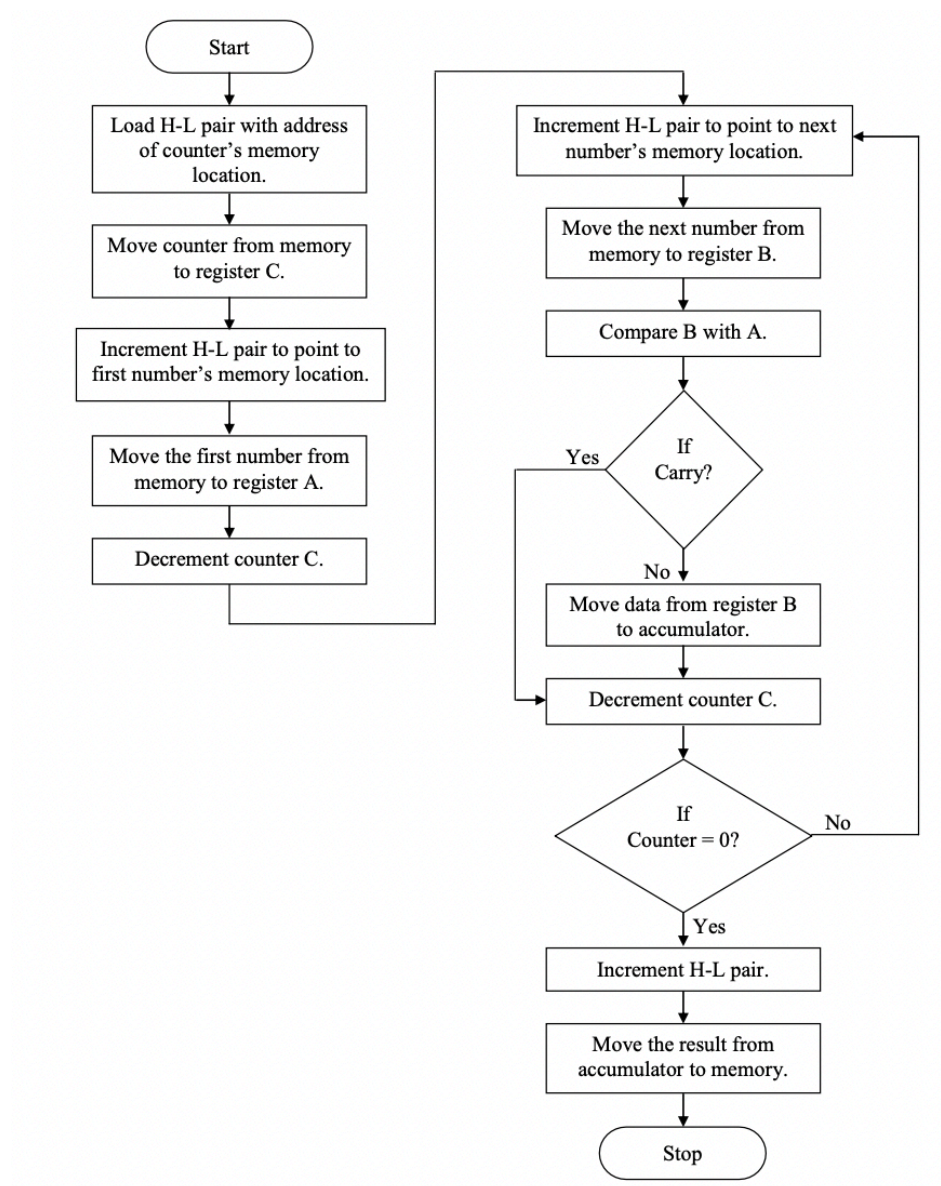 Start
Load H-L pair with address
of counter’s memory
location.
Move counter from memory
to register C.
Increment H-L pair to point to
first number’s memory location.
Move the first number from
memory to register A.
Decrement counter C.
Increment H-L pair to point to next
number’s memory location.
Move the next number from
memory to register B.
Compare B with A.
If
Carry?
Yes
No
Move data from register B
to accumulator.
Decrement counter C.
If
Counter = 0?
No
Yes
Increment H-L pair.
Move the result from
accumulator to memory.
Stop